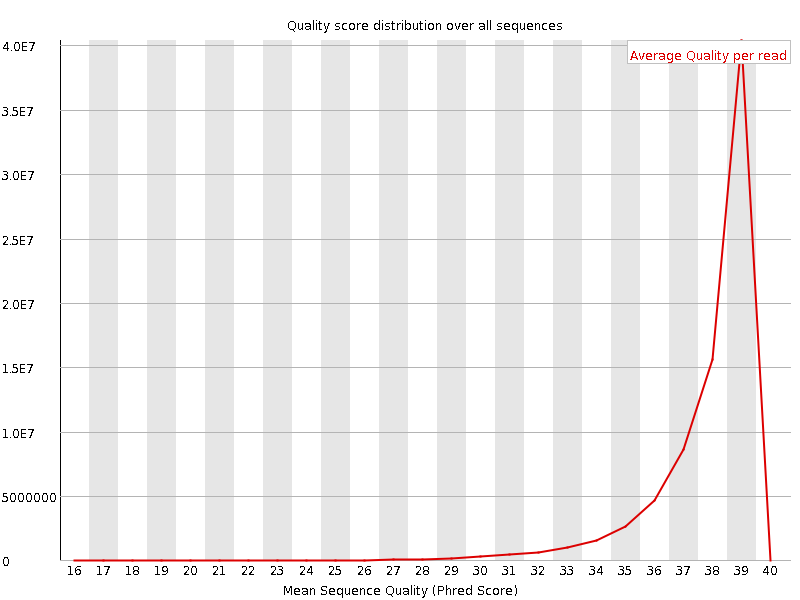 Quality score distribution over all sequences
Average Quality per read
4.0E7
3.5E7
3.0E7
2.5E7
2.0E7
1.5E7
1.0E7
5000000
0
16 17 18 19 20 21 22 23 24 25 26 27 28 29 30 31 32 33 34 35 36 37 38 39 40
Mean Sequence Quality (Phred Score)